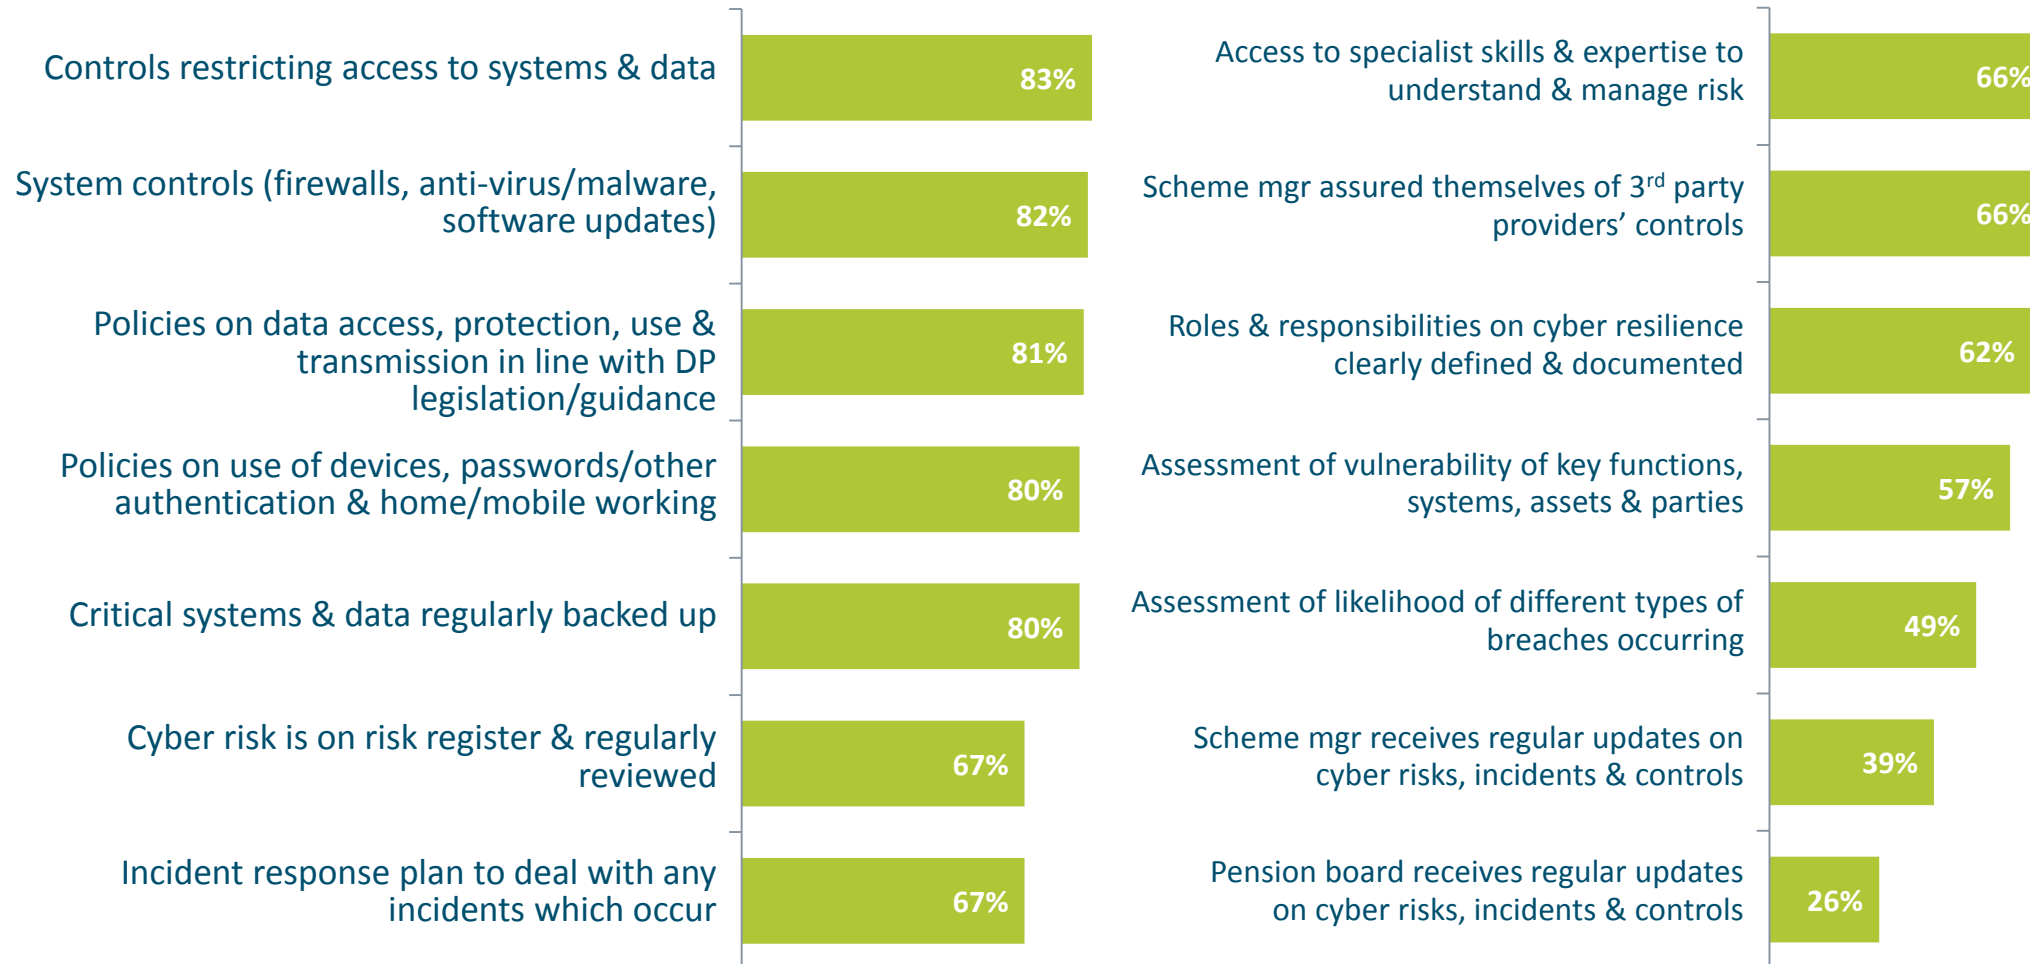 Controls restricting access to systems & data
83%
System controls (firewalls, anti-virus/malware,
software updates)
82%
Policies on data access, protection, use &
transmission in line with DP
legislation/guidance
81%
Policies on use of devices, passwords/other
authentication & home/mobile working
80%
Critical systems & data regularly backed up
80%
Cyber risk is on risk register & regularly
reviewed
67%
Incident response plan to deal with any
incidents which occur
67%
Access to specialist skills & expertise to
understand & manage risk
66%
Scheme mgr assured themselves of 3rd party
providers’ controls
66%
Roles & responsibilities on cyber resilience
clearly defined & documented
62%
Assessment of vulnerability of key functions,
systems, assets & parties
57%
Assessment of likelihood of different types of
breaches occurring
49%
Scheme mgr receives regular updates on
cyber risks, incidents & controls
39%
Pension board receives regular updates
on cyber risks, incidents & controls
26%